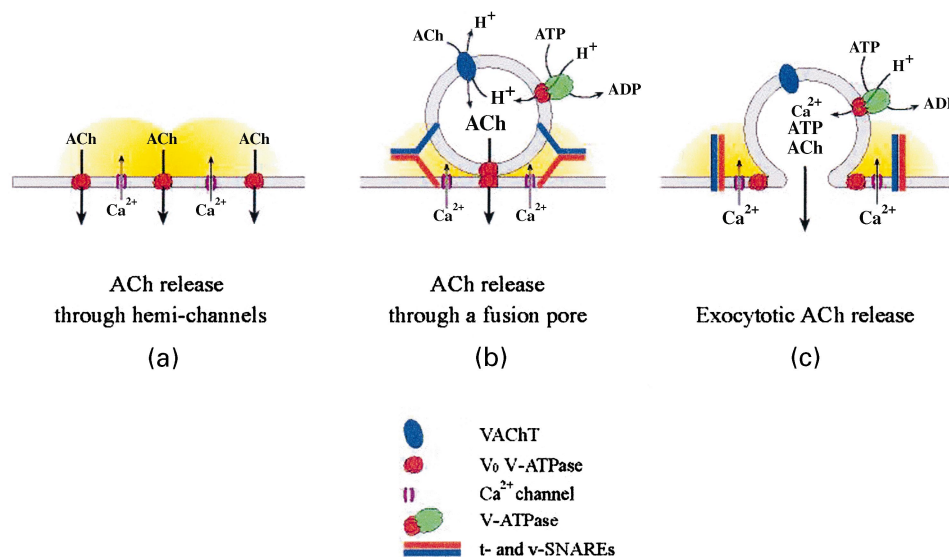 ACh
ACh
ACh
Ca2+
Ca2+
ACh release
through hemi-channels
(a)
ACh
H+
ATP
H+
H+
ADP
ACh
Ca2+
Ca2+
ACh release
through a fusion pore
(b)
ATP
H+
Ca2+
ATP
ACh
Ca2+
Ca2+
Exocytotic ACh release
(c)
VAChT
V0 V-ATPase
Ca2+ channel
V-ATPase
t- and v-SNAREs